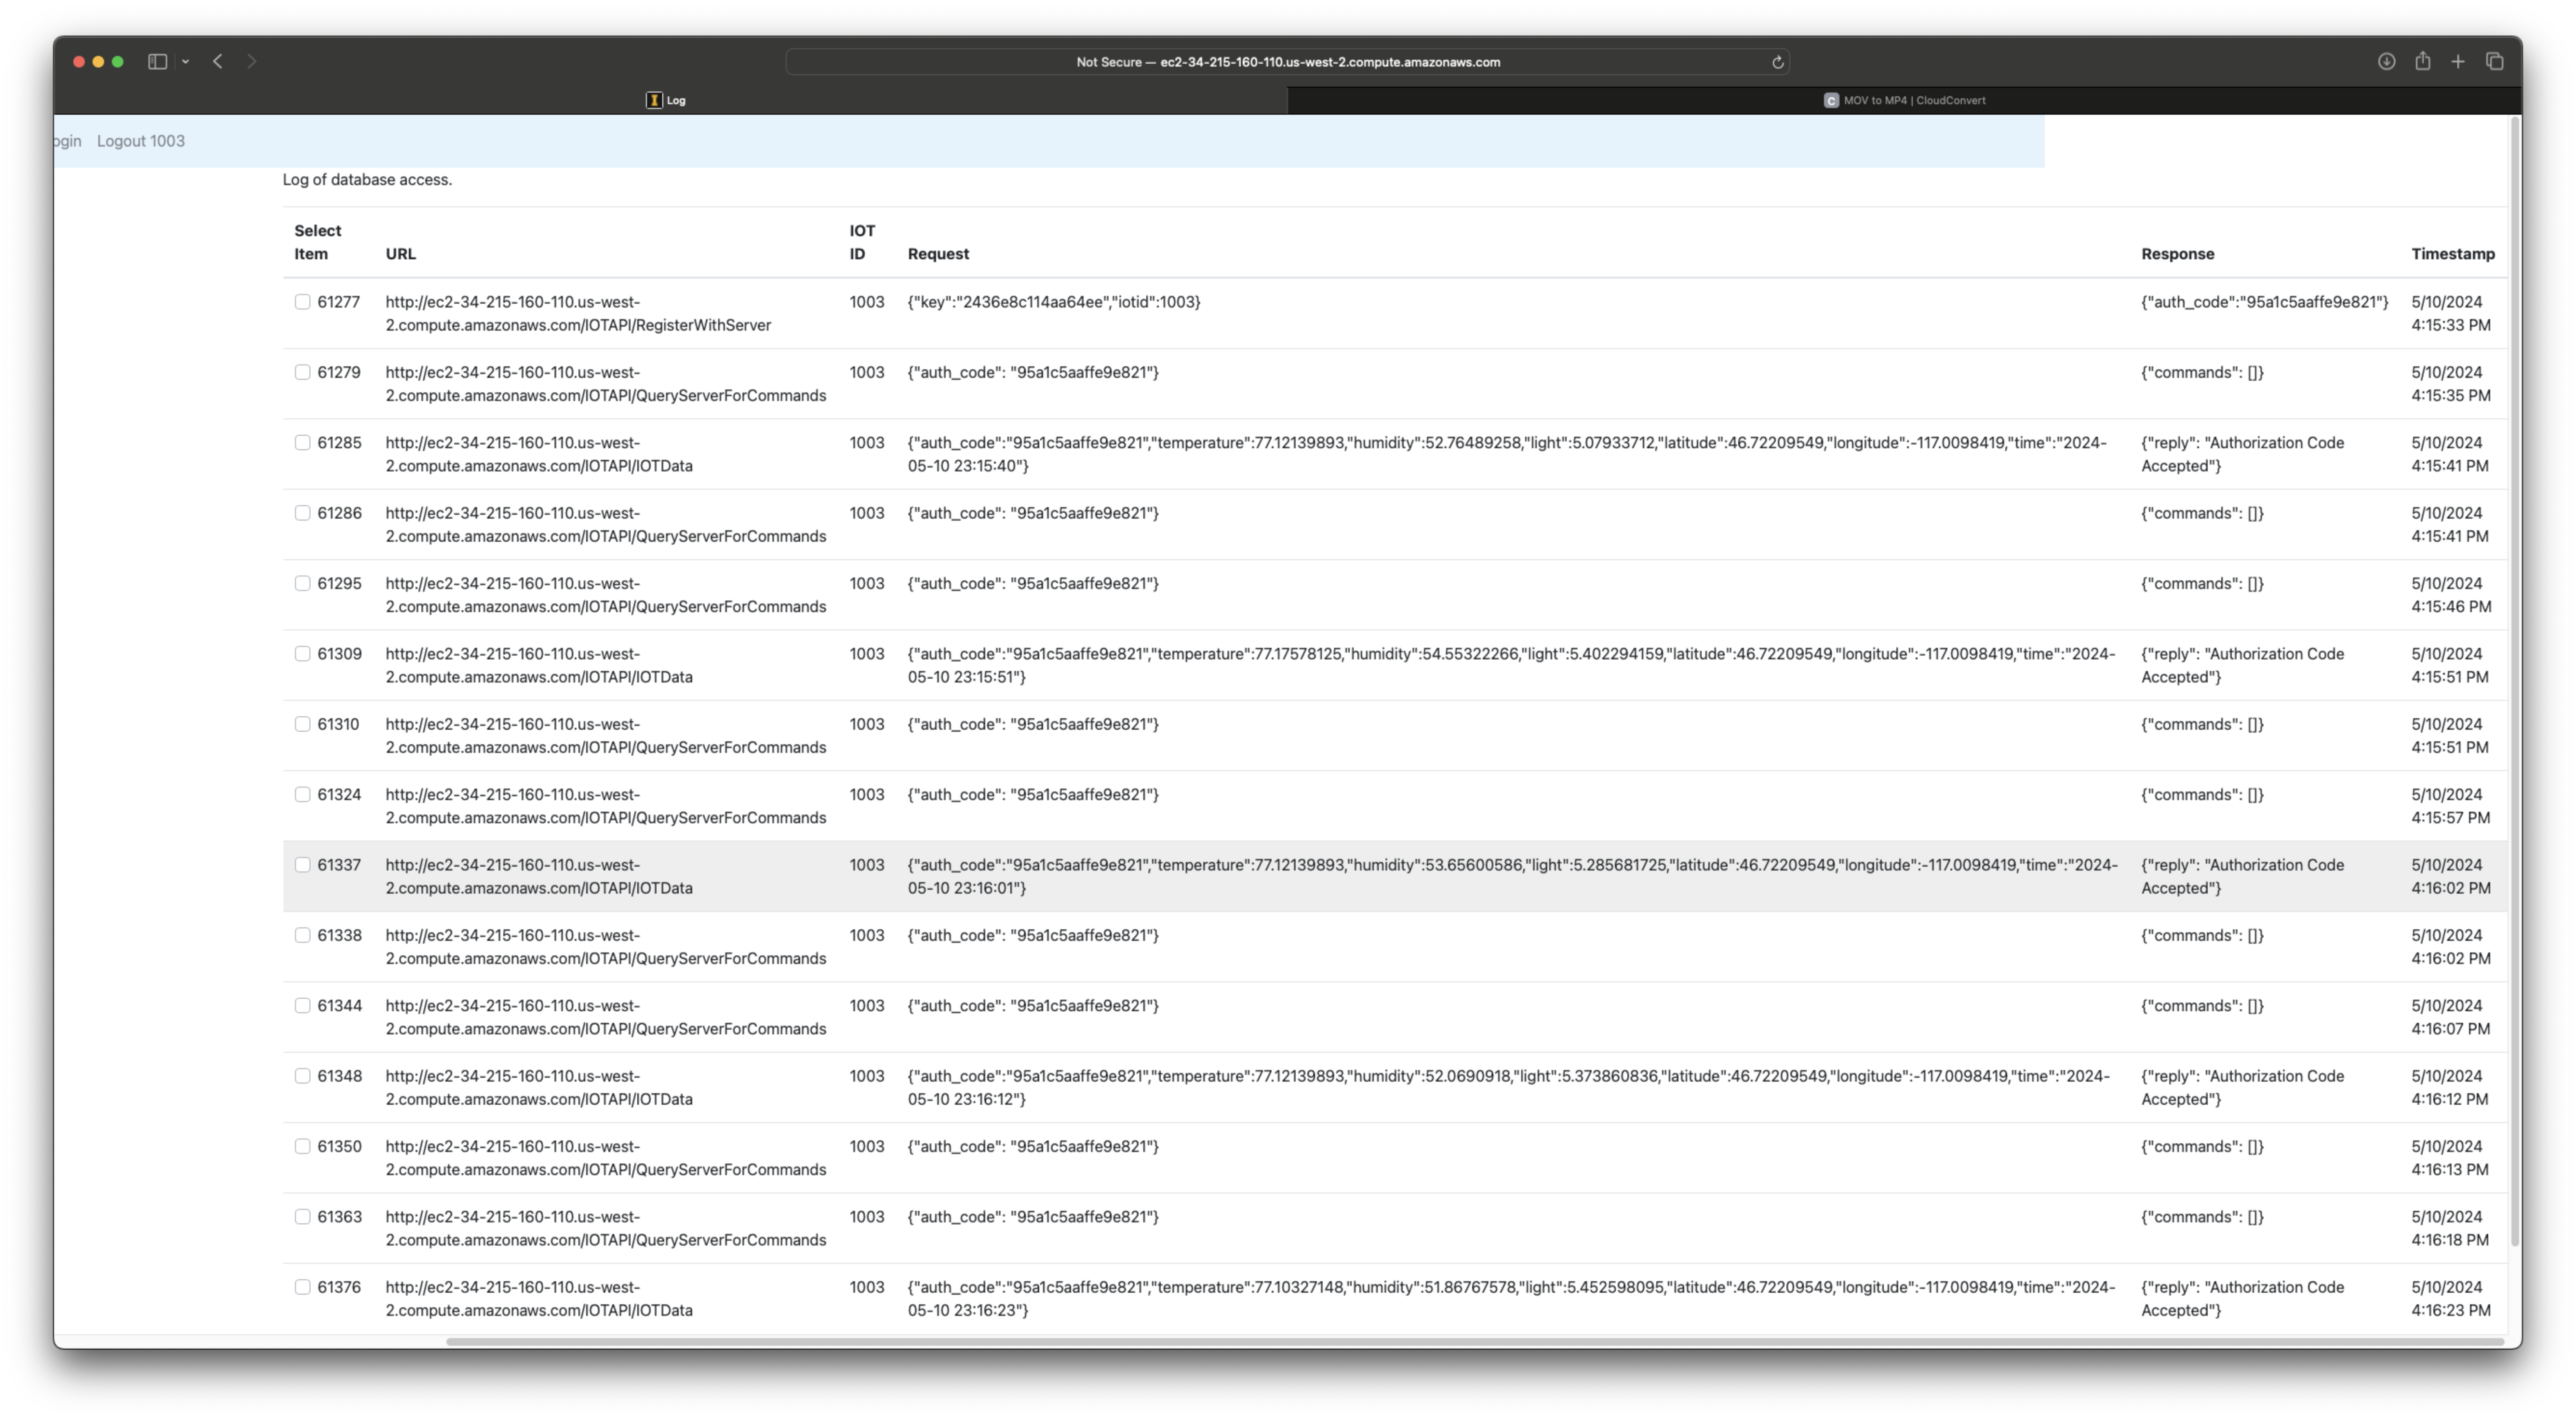 Not Secure — ec2-34-215-160-110.us-west-2.compute.amazonaws.com
Log
MOV to MP4 | CloudConvert
ogin Logout 1003
Log of database access.
Select Item URL IOT ID Request Response Timestamp
61277 http://ec2-34-215-160-110.us-west- 1003 {"key":"2436e8c114aa64ee","iotid":1003} {"auth_code":"95a1c5aaffe9e821"} 5/10/2024
2.compute.amazonaws.com/IOTAPI/RegisterWithServer 4:15:33 PM
61279 http://ec2-34-215-160-110.us-west- 1003 {"auth_code": "95a1c5aaffe9e821"} {"commands": []} 5/10/2024
2.compute.amazonaws.com/IOTAPI/QueryServerForCommands 4:15:35 PM
61285 http://ec2-34-215-160-110.us-west- 1003 {"auth_code":"95a1c5aaffe9e821","temperature":77.12139893,"humidity":52.76489258,"light":5.07933712,"latitude":46.72209549,"longitude":-117.0098419,"time":"2024- {"reply": "Authorization Code 5/10/2024
2.compute.amazonaws.com/IOTAPI/IOTData 05-10 23:15:40"} Accepted"} 4:15:41 PM
61286 http://ec2-34-215-160-110.us-west- 1003 {"auth_code": "95a1c5aaffe9e821"} {"commands": []} 5/10/2024
2.compute.amazonaws.com/IOTAPI/QueryServerForCommands 4:15:41 PM
61295 http://ec2-34-215-160-110.us-west- 1003 {"auth_code": "95a1c5aaffe9e821"} {"commands": []} 5/10/2024
2.compute.amazonaws.com/IOTAPI/QueryServerForCommands 4:15:46 PM
61309 http://ec2-34-215-160-110.us-west- 1003 {"auth_code":"95a1c5aaffe9e821","temperature":77.17578125,"humidity":54.55322266,"light":5.402294159,"latitude":46.72209549,"longitude":-117.0098419,"time":"2024- {"reply": "Authorization Code 5/10/2024
2.compute.amazonaws.com/IOTAPI/IOTData 05-10 23:15:51"} Accepted"} 4:15:51 PM
61310 http://ec2-34-215-160-110.us-west- 1003 {"auth_code": "95a1c5aaffe9e821"} {"commands": []} 5/10/2024
2.compute.amazonaws.com/IOTAPI/QueryServerForCommands 4:15:51 PM
61324 http://ec2-34-215-160-110.us-west- 1003 {"auth_code": "95a1c5aaffe9e821"} {"commands": []} 5/10/2024
2.compute.amazonaws.com/IOTAPI/QueryServerForCommands 4:15:57 PM
61337 http://ec2-34-215-160-110.us-west- 1003 {"auth_code":"95a1c5aaffe9e821","temperature":77.12139893,"humidity":53.65600586,"light":5.285681725,"latitude":46.72209549,"longitude":-117.0098419,"time":"2024- {"reply": "Authorization Code 5/10/2024
2.compute.amazonaws.com/IOTAPI/IOTData 05-10 23:16:01"} Accepted"} 4:16:02 PM
61338 http://ec2-34-215-160-110.us-west- 1003 {"auth_code": "95a1c5aaffe9e821"} {"commands": []} 5/10/2024
2.compute.amazonaws.com/IOTAPI/QueryServerForCommands 4:16:02 PM
61344 http://ec2-34-215-160-110.us-west- 1003 {"auth_code": "95a1c5aaffe9e821"} {"commands": []} 5/10/2024
2.compute.amazonaws.com/IOTAPI/QueryServerForCommands 4:16:07 PM
61348 http://ec2-34-215-160-110.us-west- 1003 {"auth_code":"95a1c5aaffe9e821","temperature":77.12139893,"humidity":52.0690918,"light":5.373860836,"latitude":46.72209549,"longitude":-117.0098419,"time":"2024- {"reply": "Authorization Code 5/10/2024
2.compute.amazonaws.com/IOTAPI/IOTData 05-10 23:16:12"} Accepted"} 4:16:12 PM
61350 http://ec2-34-215-160-110.us-west- 1003 {"auth_code": "95a1c5aaffe9e821"} {"commands": []} 5/10/2024
2.compute.amazonaws.com/IOTAPI/QueryServerForCommands 4:16:13 PM
61363 http://ec2-34-215-160-110.us-west- 1003 {"auth_code": "95a1c5aaffe9e821"} {"commands": []} 5/10/2024
2.compute.amazonaws.com/IOTAPI/QueryServerForCommands 4:16:18 PM
61376 http://ec2-34-215-160-110.us-west- 1003 {"auth_code":"95a1c5aaffe9e821","temperature":77.10327148,"humidity":51.86767578,"light":5.452598095,"latitude":46.72209549,"longitude":-117.0098419,"time":"2024- {"reply": "Authorization Code 5/10/2024
2.compute.amazonaws.com/IOTAPI/IOTData 05-10 23:16:23"} Accepted"} 4:16:23 PM